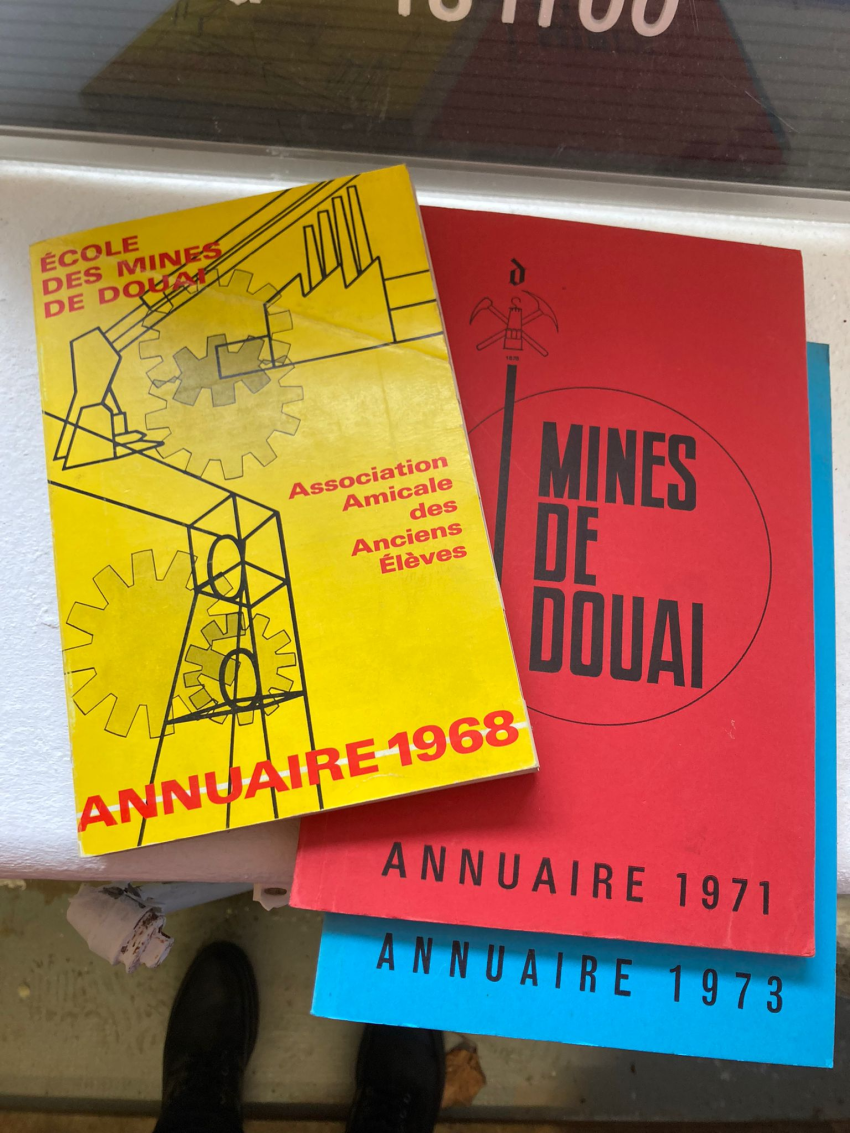 ÉCOLE
DES MINES
DE DOUAI
Association
Amicale
des
Anciens
Élèves
ANNUAIRE 1968
d
1878
MINES
DE
DOUAI
ANNUAIRE 1971
ANNUAIRE 1973